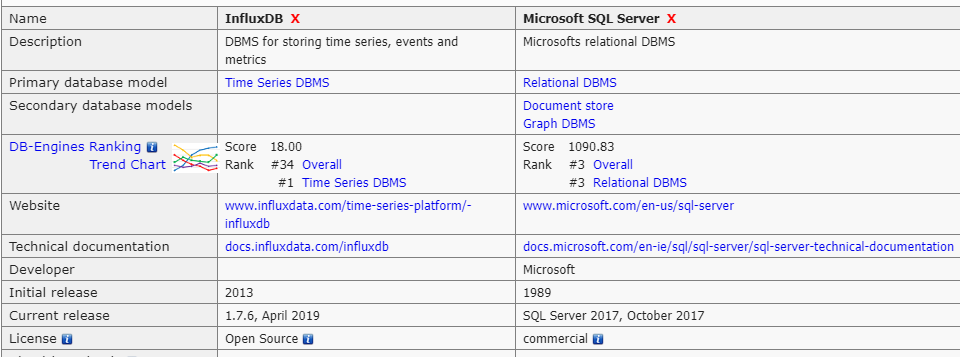 Name InfluxDB X Microsoft SQL Server X
Description DBMS for storing time series, events and metrics Microsofts relational DBMS
Primary database model Time Series DBMS Relational DBMS
Secondary database models Document store
Graph DBMS
DB-Engines Ranking Score 18.00 Score 1090.83
Trend Chart Rank #34 Overall Rank #3 Overall
#1 Time Series DBMS #3 Relational DBMS
Website www.influxdata.com/time-series-platform/-influxdb www.microsoft.com/en-us/sql-server
Technical documentation docs.influxdata.com/influxdb docs.microsoft.com/en-ie/sql/sql-server/sql-server-technical-documentation
Developer Microsoft
Initial release 2013 1989
Current release 1.7.6, April 2019 SQL Server 2017, October 2017
License Open Source commercial